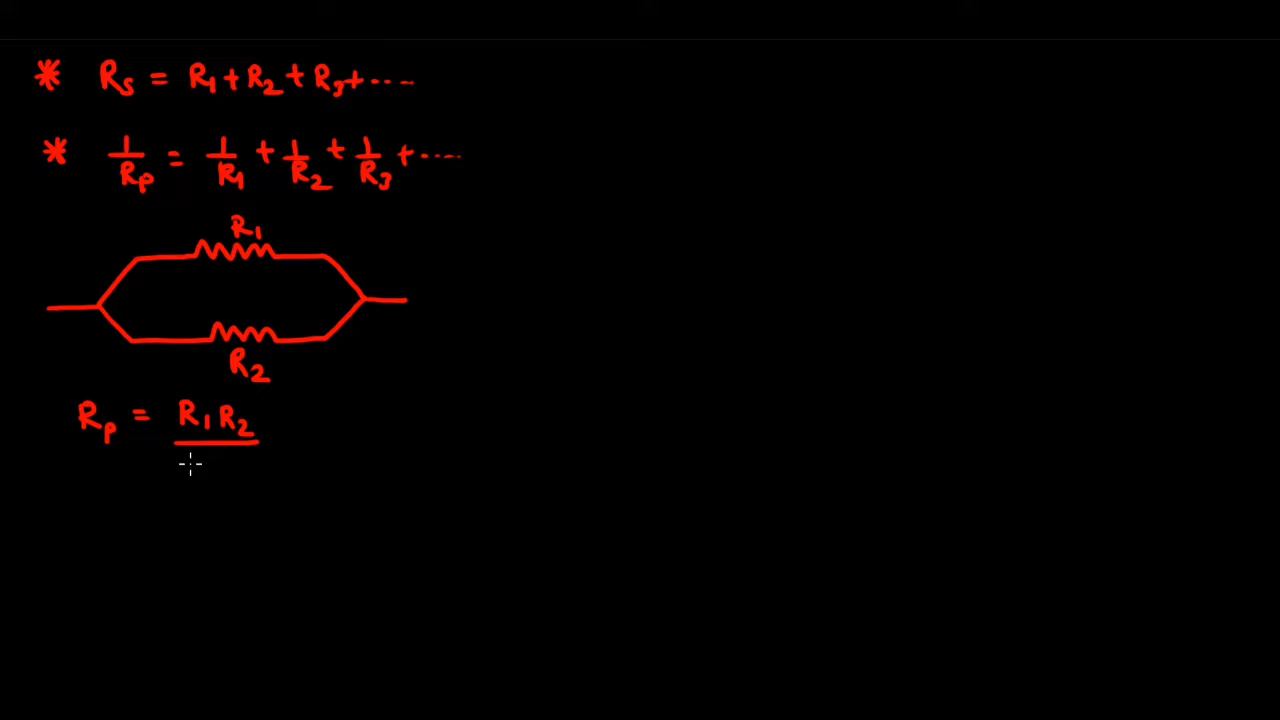 * Rs = R1 + R2 + R3 + ....
* 1/Rp = 1/R1 + 1/R2 + 1/R3 + ....
R1
R2
Rp = R1 R2